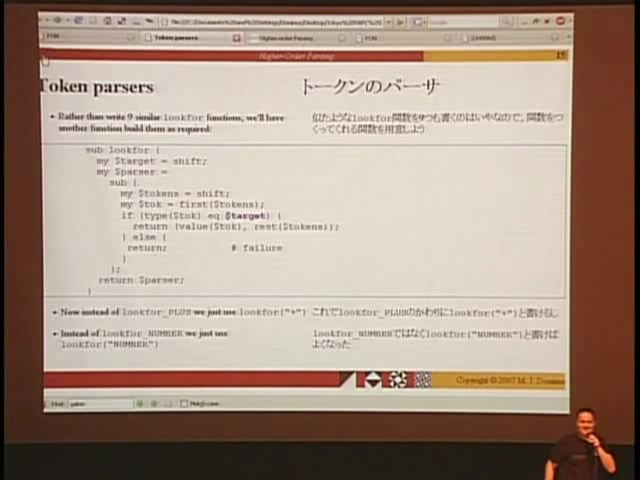 Token parsers
Higher-Order Parsing
15
Token parsers
トークンのパーサ
Rather than write 9 similar lookfor functions, we'll have
another function build them as required:
似たようなlookfor関数を9つも書くのはいやなので、関数をつ
くってくれる関数を用意しよう
sub lookfor {
my $target = shift;
my $parser =
sub {
my $tokens = shift;
my $tok = first($tokens);
if (type($tok) eq $target) {
return (value($tok), rest($tokens));
} else {
return; # failure
}
};
return $parser;
}
Now instead of lookfor_PLUS we just use lookfor("+")
これでlookfor_PLUSのかわりにlookfor("+")と書けるし、
Instead of lookfor_NUMBER we just use
lookfor("NUMBER")
lookfor_NUMBERではなくlookfor("NUMBER")と書けば
よくなった
Copyright © 2007 M. J. Dominus
Find:
Match case